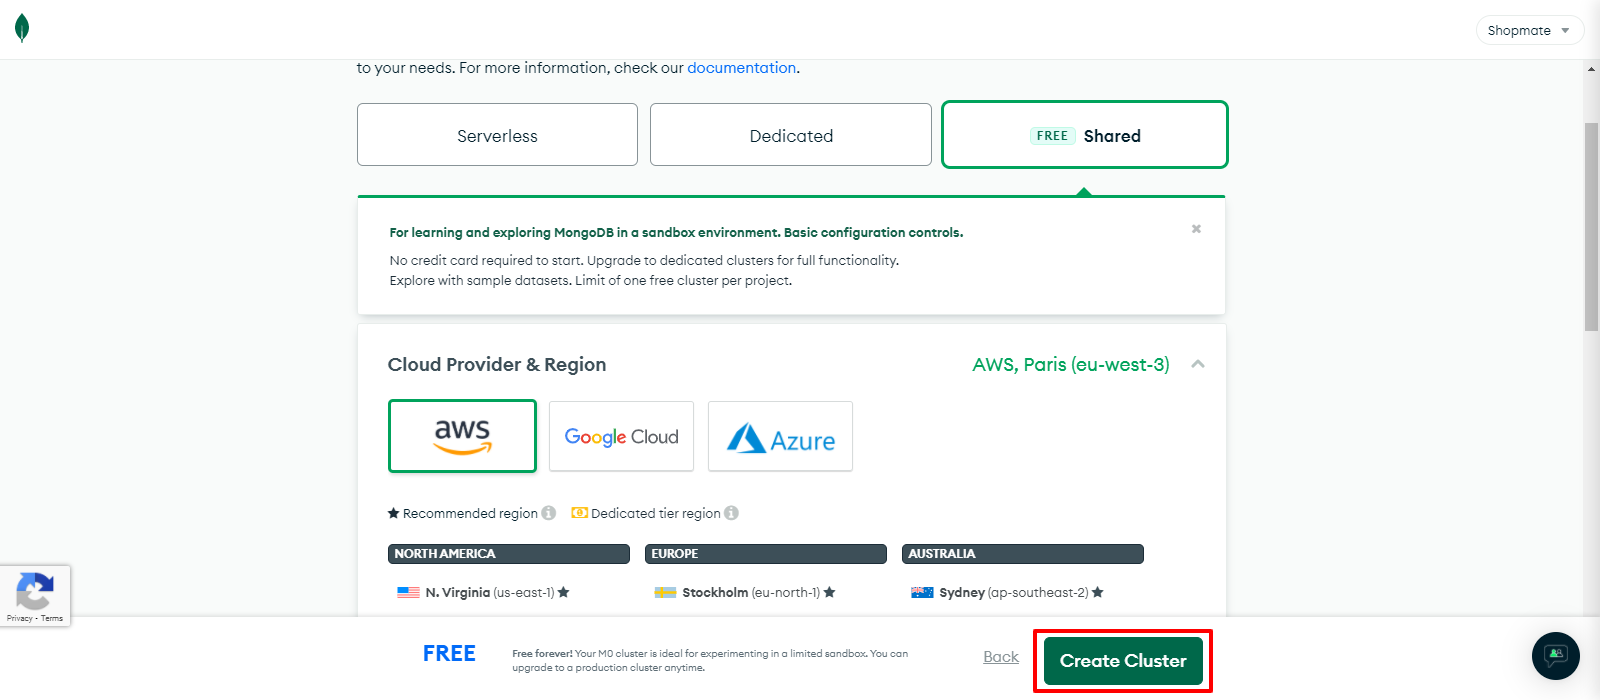 Shopmate
to your needs. For more information, check our documentation.
Serverless
Dedicated
FREE Shared
For learning and exploring MongoDB in a sandbox environment. Basic configuration controls.
No credit card required to start. Upgrade to dedicated clusters for full functionality.
Explore with sample datasets. Limit of one free cluster per project.
Cloud Provider & Region
AWS, Paris (eu-west-3)
aws
Google Cloud
Azure
Recommended region
Dedicated tier region
NORTH AMERICA
EUROPE
AUSTRALIA
N. Virginia (us-east-1)
Stockholm (eu-north-1)
Sydney (ap-southeast-2)
Privacy - Terms
FREE
Free forever! Your M0 cluster is ideal for experimenting in a limited sandbox. You can
upgrade to a production cluster anytime.
Back
Create Cluster